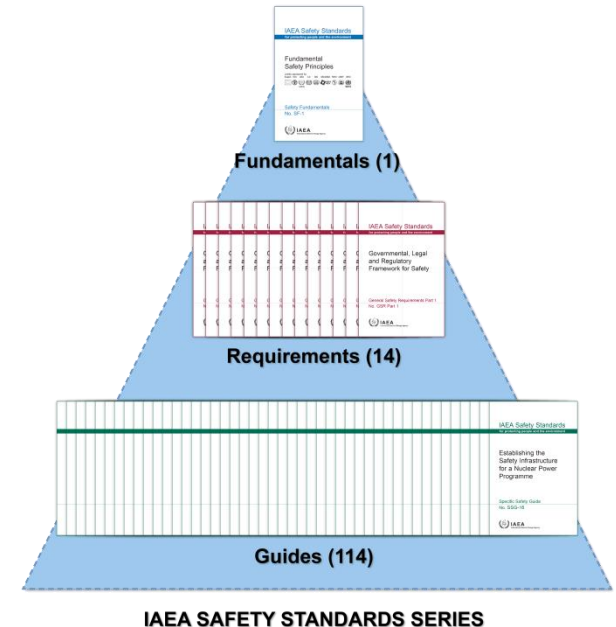 IAEA Safety Standards
for protecting people and the environment
Fundamental
Safety Principles
Safety Fundamentals
No. SF-1
IAEA
Fundamentals (1)
IAEA Safety Standards
for protecting people and the environment
Governmental, Legal
and Regulatory
Framework for Safety
General Safety Requirements Part 1
No. GSR Part 1
IAEA
Requirements (14)
IAEA Safety Standards
for protecting people and the environment
Establishing the
Safety Infrastructure
for a Nuclear Power
Programme
Specific Safety Guide
No. SSG-16
IAEA
Guides (114)
IAEA SAFETY STANDARDS SERIES